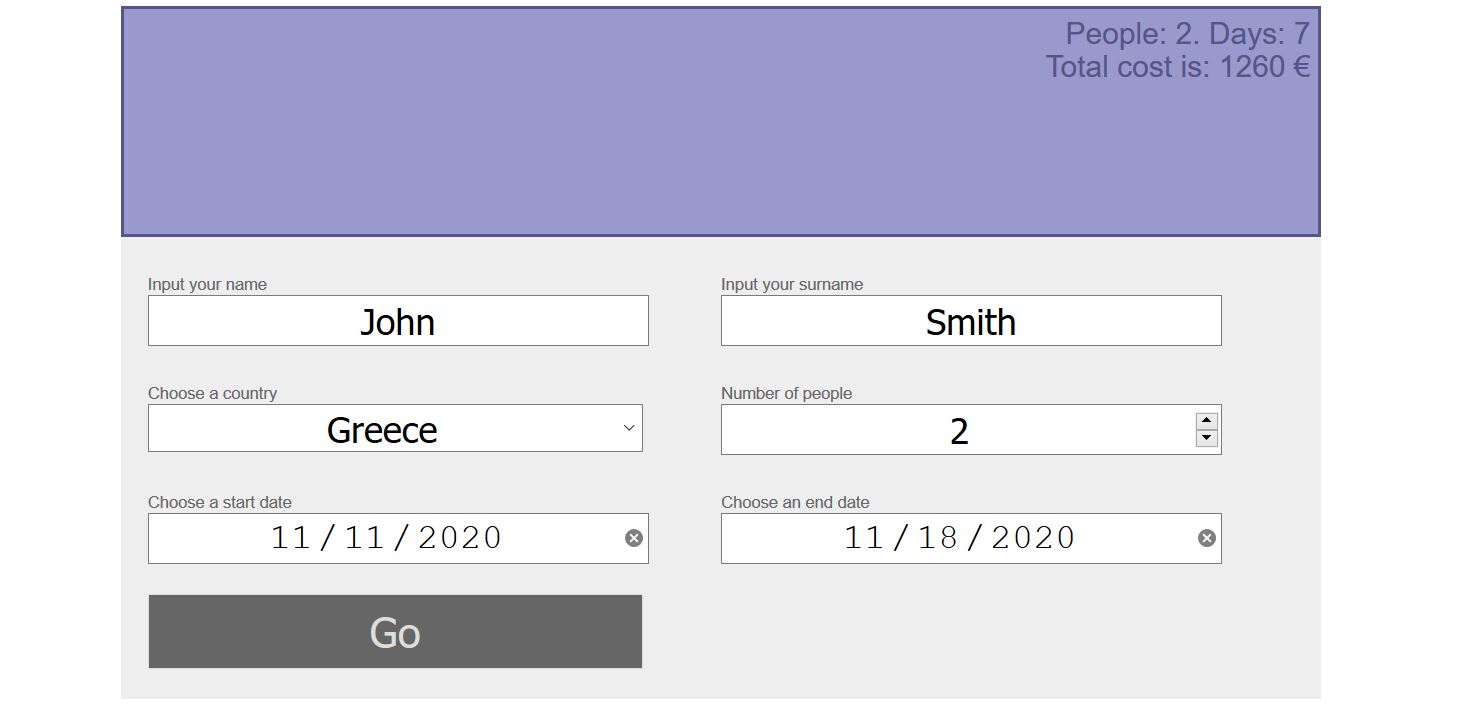 People: 2. Days: 7
Total cost is: 1260 €
Input your name
John
Input your surname
Smith
Choose a country
Greece
Number of people
2
Choose a start date
11/11/2020
Choose an end date
11/18/2020
Go